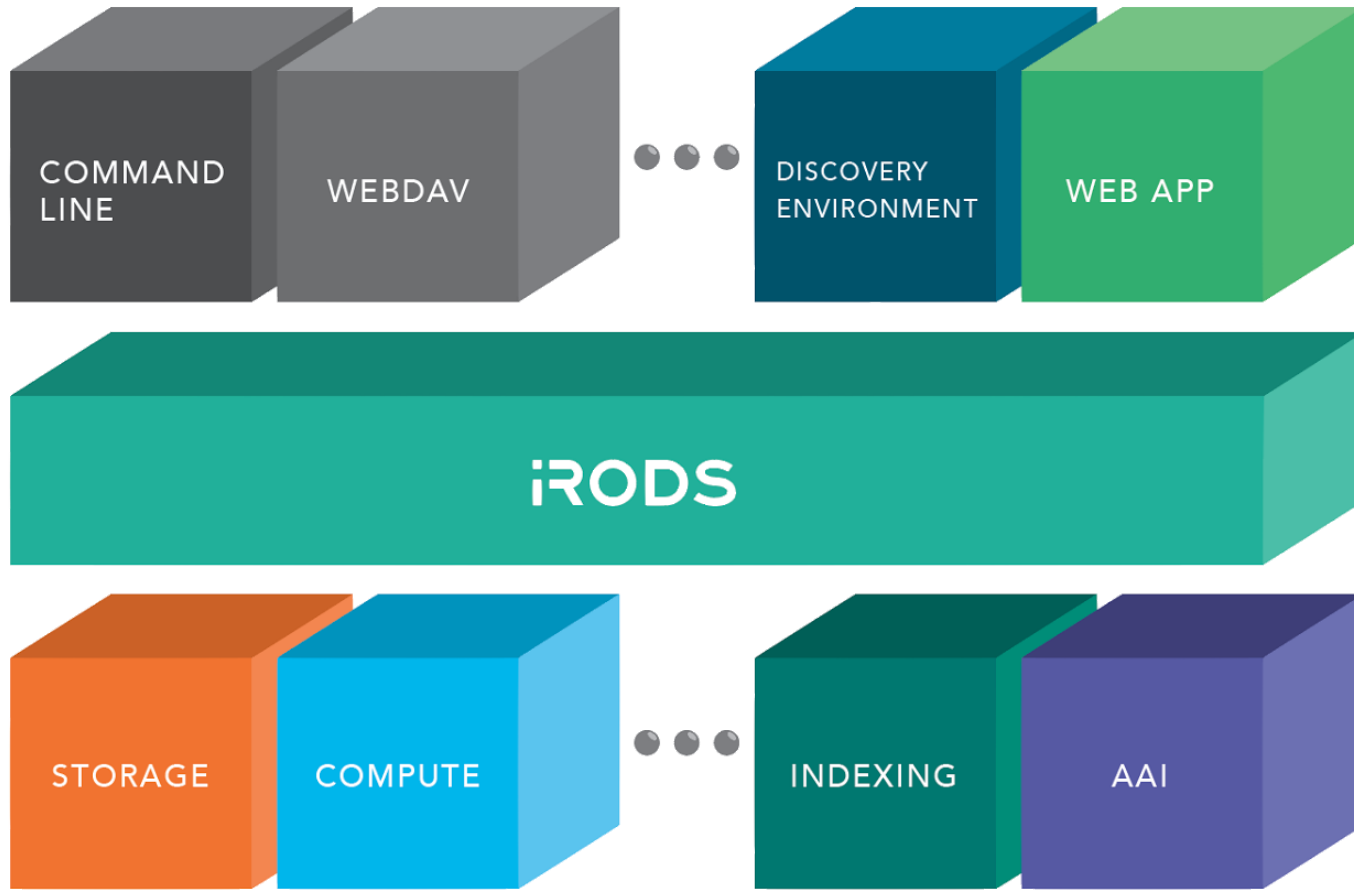 COMMAND
LINE
WEBDAV
DISCOVERY
ENVIRONMENT
WEB APP
iRODS
STORAGE
COMPUTE
INDEXING
AAI